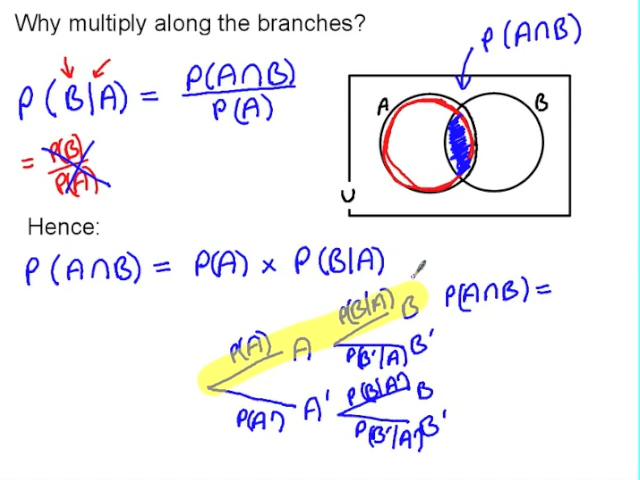 Why multiply along the branches?
P(A∩B)
P(B|A) = P(A∩B)/P(A)
A B
= P(B)/P(A)
U
Hence:
P(A∩B) = P(A) × P(B|A)
P(B|A) B P(A∩B) =
P(A) A
P(B'|A) B'
P(B|A') B
P(A') A'
P(B'|A') B'